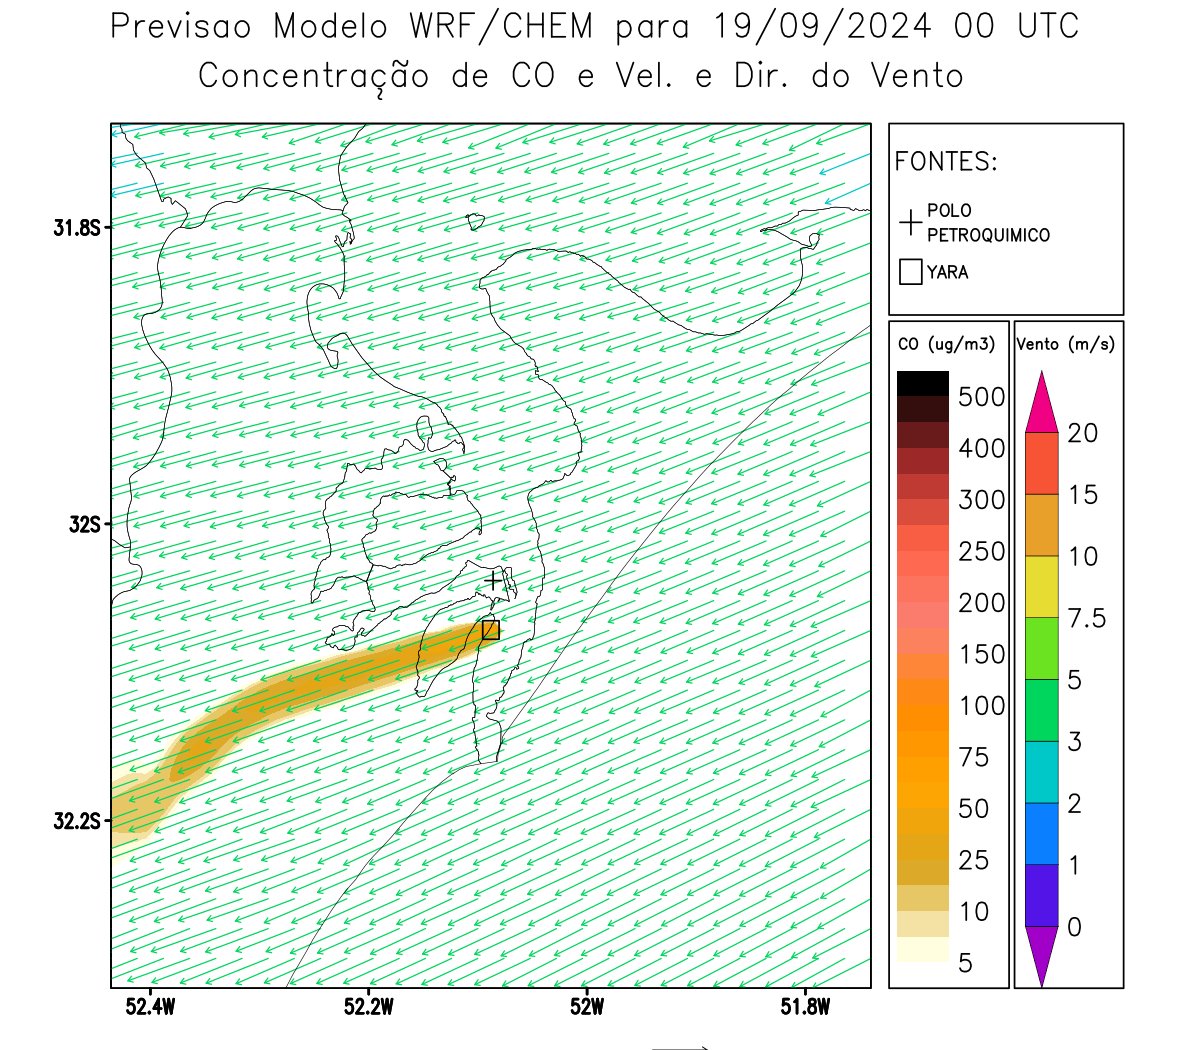 Previsao Modelo WRF/CHEM para 19/09/2024 00 UTC
Concentração de CO e Vel. e Dir. do Vento
FONTES:
POLO
PETROQUIMICO
YARA
31.8S
32S
32.2S
52.4W
52.2W
52W
51.8W
CO (ug/m3)
500
400
300
250
200
150
100
75
50
25
10
5
Vento (m/s)
20
15
10
7.5
5
3
2
1
0